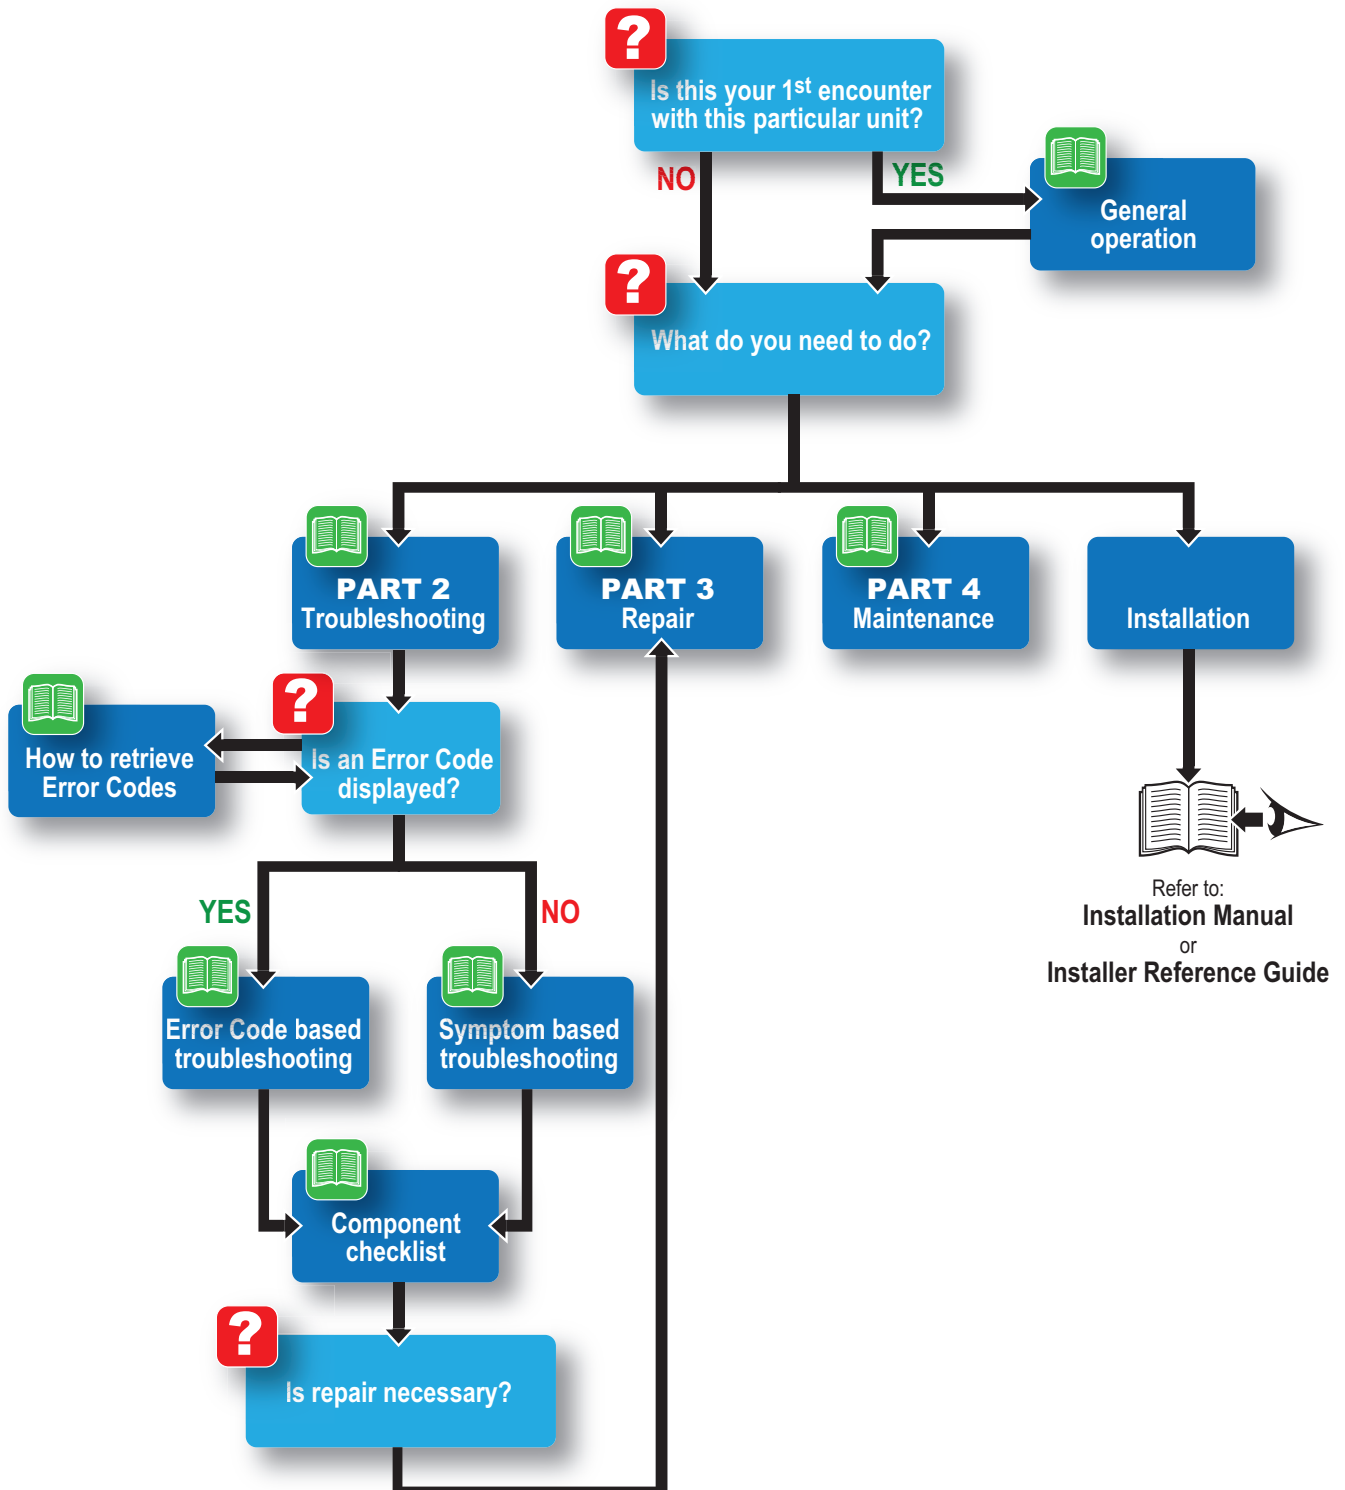 ?
Is this your 1st encounter
with this particular unit?
NO
YES
General
operation
?
What do you need to do?
PART 2
Troubleshooting
PART 3
Repair
PART 4
Maintenance
Installation
How to retrieve
Error Codes
?
Is an Error Code
displayed?
Refer to:
Installation Manual
or
Installer Reference Guide
YES
NO
Error Code based
troubleshooting
Symptom based
troubleshooting
Component
checklist
?
Is repair necessary?